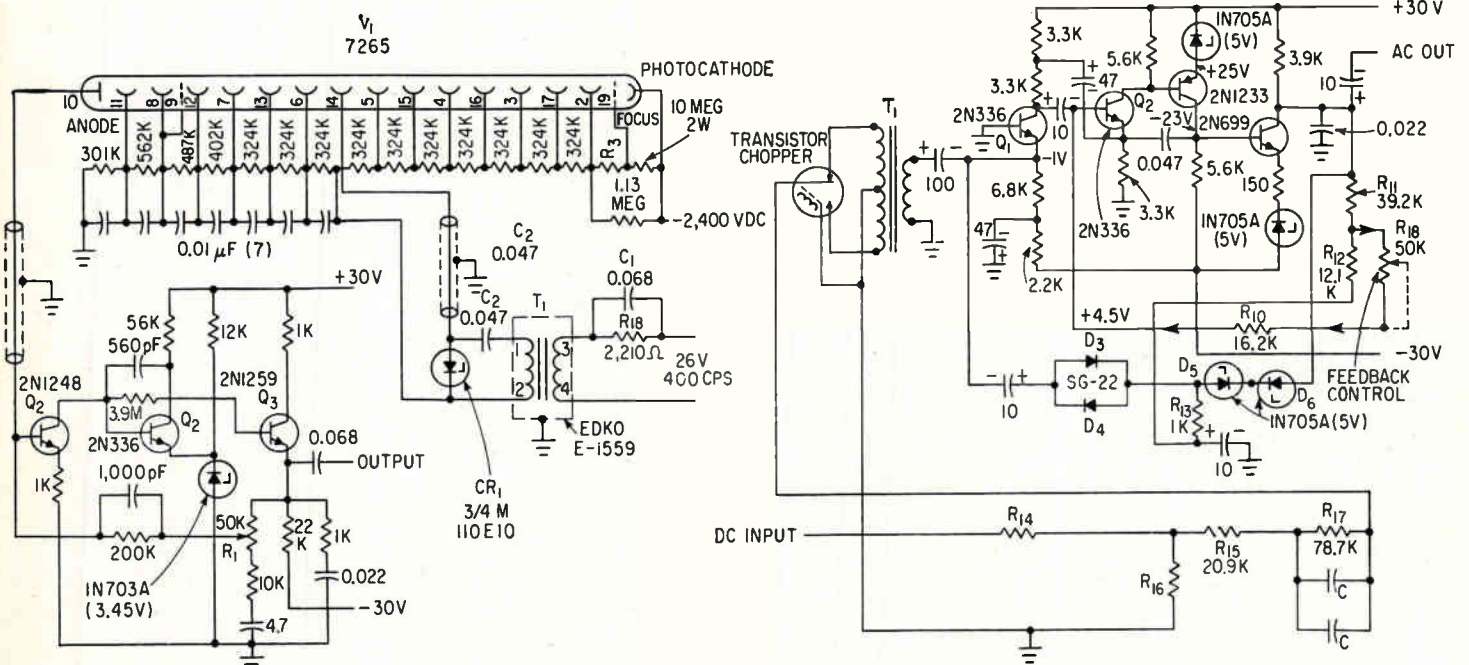 V1
7265
PHOTOCATHODE
10
11
8
9
12
7
13
6
14
5
15
4
16
3
17
2
19
ANODE
FOCUS
10 MEG
2W
301K
562K
487K
402K
324K
324K
324K
324K
324K
324K
324K
324K
324K
324K
R3
1.13
MEG
-2,400 VDC
0.01 µF (7)
C2
0.047
C1
0.068
C2
0.047
T1
1
2
3
4
R18
2,210Ω
26V
400 CPS
EDKO
E-i559
CR1
3/4 M
110E10
+30V
56K
560pF
12K
1K
2N1248
Q2
3.9M
2N1259
Q3
Q2
2N336
0.068
OUTPUT
1K
1,000pF
200K
50K
R1
22
K
1K
10K
0.022
IN703A
(3.45V)
-30V
4.7
+30V
3.3K
5.6K
IN705A
(5V)
3.9K
AC OUT
3.3K
+
-
47
+25V
10
-
+
2N1233
T1
2N336
Q1
+
10
Q2
-23V
2N699
0.022
TRANSISTOR
CHOPPER
+
-
100
-1V
0.047
5.6K
6.8K
150
R11
39.2K
47
-
+
2N336
3.3K
IN705A
(5V)
R18
50K
R12
12.1
K
2.2K
+4.5V
R10
16.2K
-30V
FEEDBACK
CONTROL
D3
SG-22
D4
-
+
10
D5
D6
R13
1K
IN705A(5V)
+
-
10
DC INPUT
R14
R15
20.9K
R17
78.7K
R16
C
C